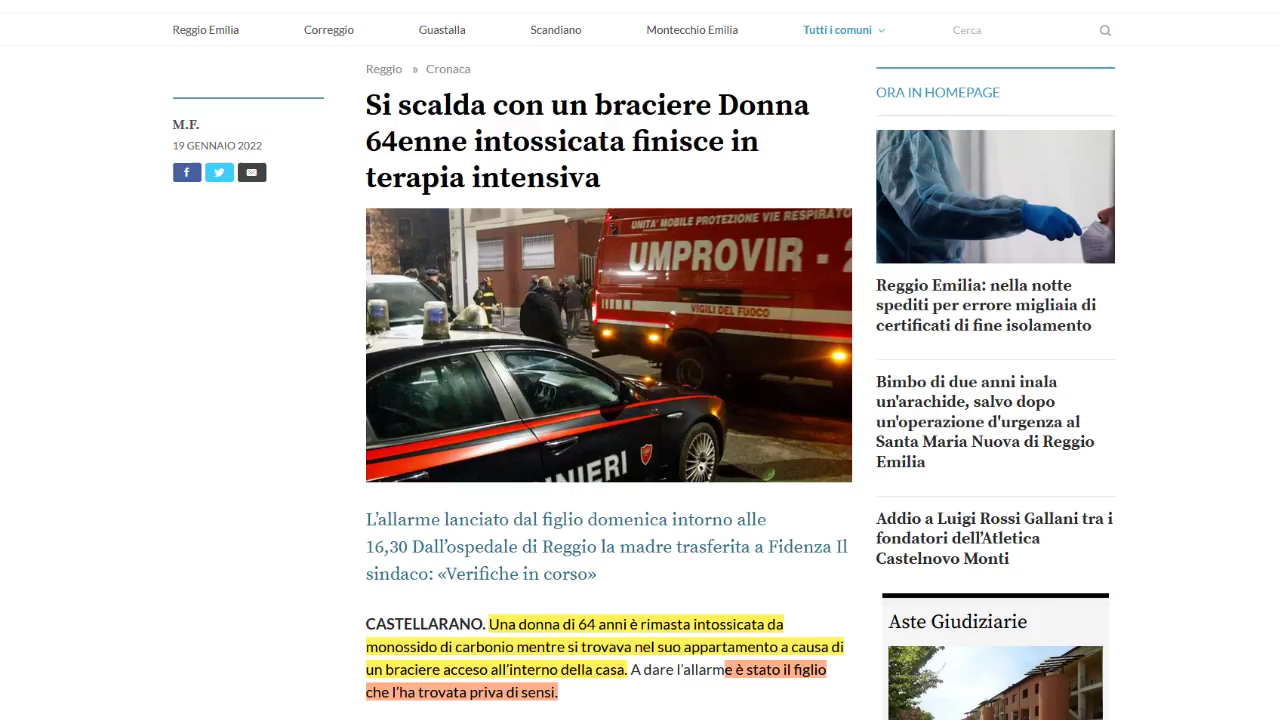 Reggio Emilia
Correggio
Guastalla
Scandiano
Montecchio Emilia
Tutti i comuni
Cerca
M.F.
19 GENNAIO 2022
Reggio » Cronaca
Si scalda con un braciere Donna
64enne intossicata finisce in
terapia intensiva
UNITA' MOBILE PROTEZIONE VIE RESPIRATO
UMPROVIR - 2
VIGILI DEL FUOCO
NIERI
L'allarme lanciato dal figlio domenica intorno alle
16,30 Dall'ospedale di Reggio la madre trasferita a Fidenza Il
sindaco: «Verifiche in corso»
CASTELLARANO. Una donna di 64 anni è rimasta intossicata da
monossido di carbonio mentre si trovava nel suo appartamento a causa di
un braciere acceso all'interno della casa. A dare l'allarme è stato il figlio
che l'ha trovata priva di sensi.
ORA IN HOMEPAGE
Reggio Emilia: nella notte
spediti per errore migliaia di
certificati di fine isolamento
Bimbo di due anni inala
un'arachide, salvo dopo
un'operazione d'urgenza al
Santa Maria Nuova di Reggio
Emilia
Addio a Luigi Rossi Gallani tra i
fondatori dell'Atletica
Castelnovo Monti
Aste Giudiziarie